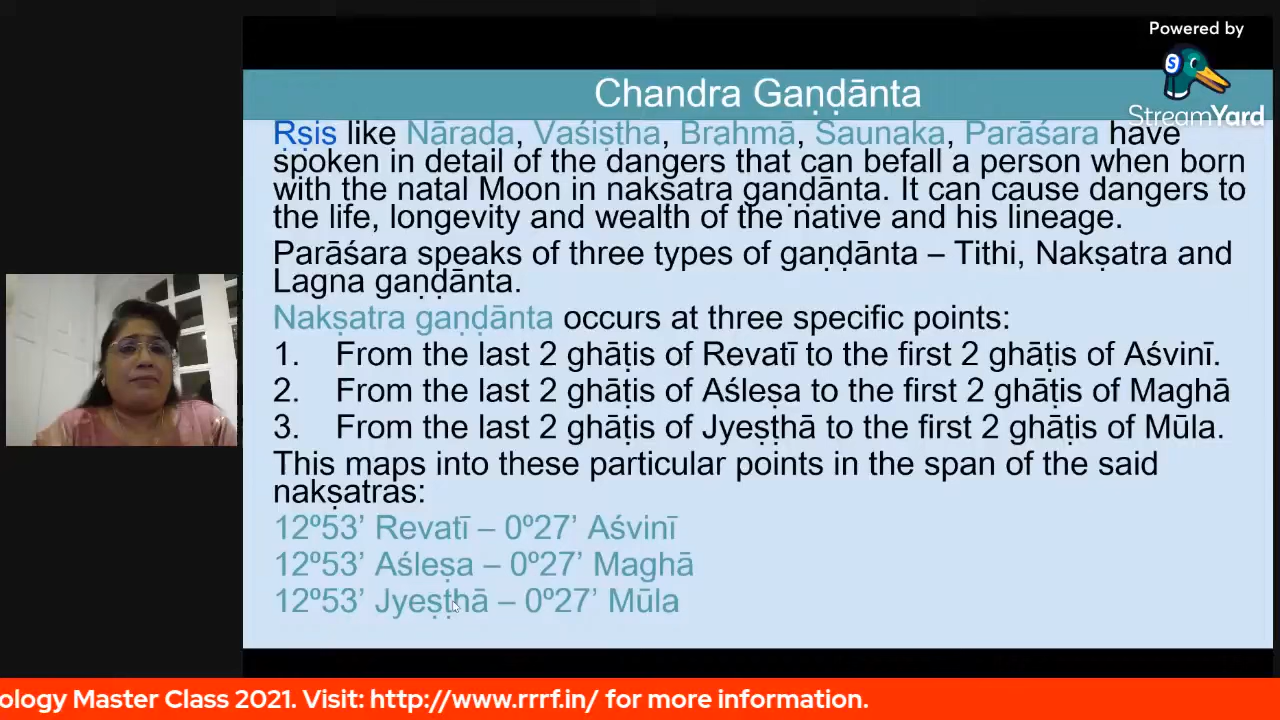 Powered by
StreamYard
Chandra Gaṇḍānta
Ṛṣis like Nārada, Vaśiṣṭha, Brahmā, Śaunaka, Parāśara have
spoken in detail of the dangers that can befall a person when born
with the natal Moon in nakṣatra gaṇḍānta. It can cause dangers to
the life, longevity and wealth of the native and his lineage.
Parāśara speaks of three types of gaṇḍānta – Tithi, Nakṣatra and
Lagna gaṇḍānta.
Nakṣatra gaṇḍānta occurs at three specific points:
1. From the last 2 ghāṭis of Revatī to the first 2 ghāṭis of Aśvinī.
2. From the last 2 ghāṭis of Aśleṣa to the first 2 ghāṭis of Maghā
3. From the last 2 ghāṭis of Jyeṣṭhā to the first 2 ghāṭis of Mūla.
This maps into these particular points in the span of the said
nakṣatras:
12º53’ Revatī – 0º27’ Aśvinī
12º53’ Aśleṣa – 0º27’ Maghā
12º53’ Jyeṣṭhā – 0º27’ Mūla
ology Master Class 2021. Visit: http://www.rrrf.in/ for more information.